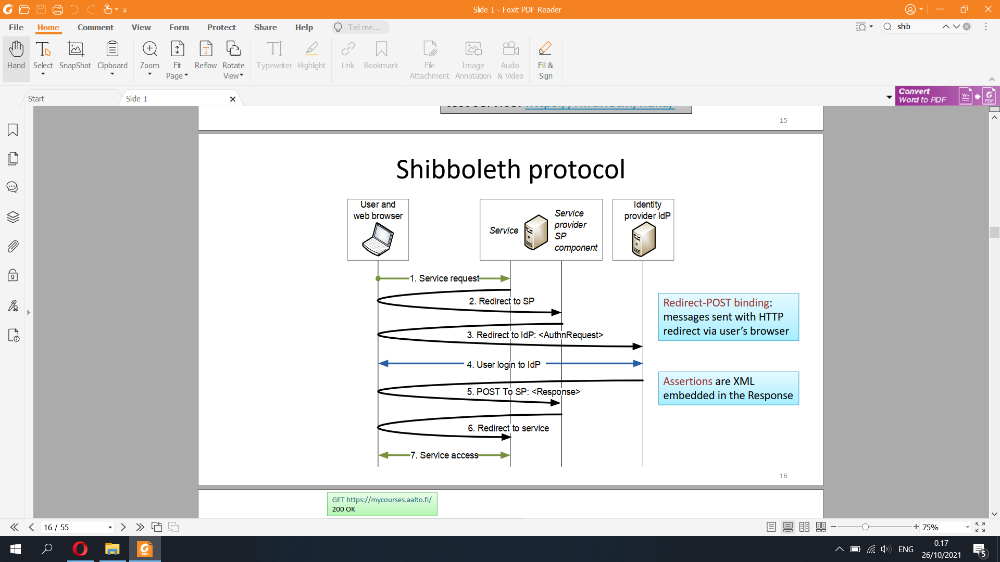 Slide 1 - Foxit PDF Reader
File Home Comment View Form Protect Share Help Tell me... shib
Hand Select SnapShot Clipboard Zoom Fit Page Reflow Rotate View Typewriter Highlight Link Bookmark File Attachment Image Annotation Audio & Video Fill & Sign
Start Slide 1
Convert
Word to PDF
15
Shibboleth protocol
User and
web browser
Service
Service
provider
SP
component
Identity
provider IdP
1. Service request
2. Redirect to SP
Redirect-POST binding:
messages sent with HTTP
redirect via user's browser
3. Redirect to IdP: <AuthnRequest>
4. User login to IdP
Assertions are XML
embedded in the Response
5. POST To SP: <Response>
6. Redirect to service
7. Service access
16
GET https://mycourses.aalto.fi/
200 OK
16 / 55
75%
ENG
0.17
26/10/2021
5